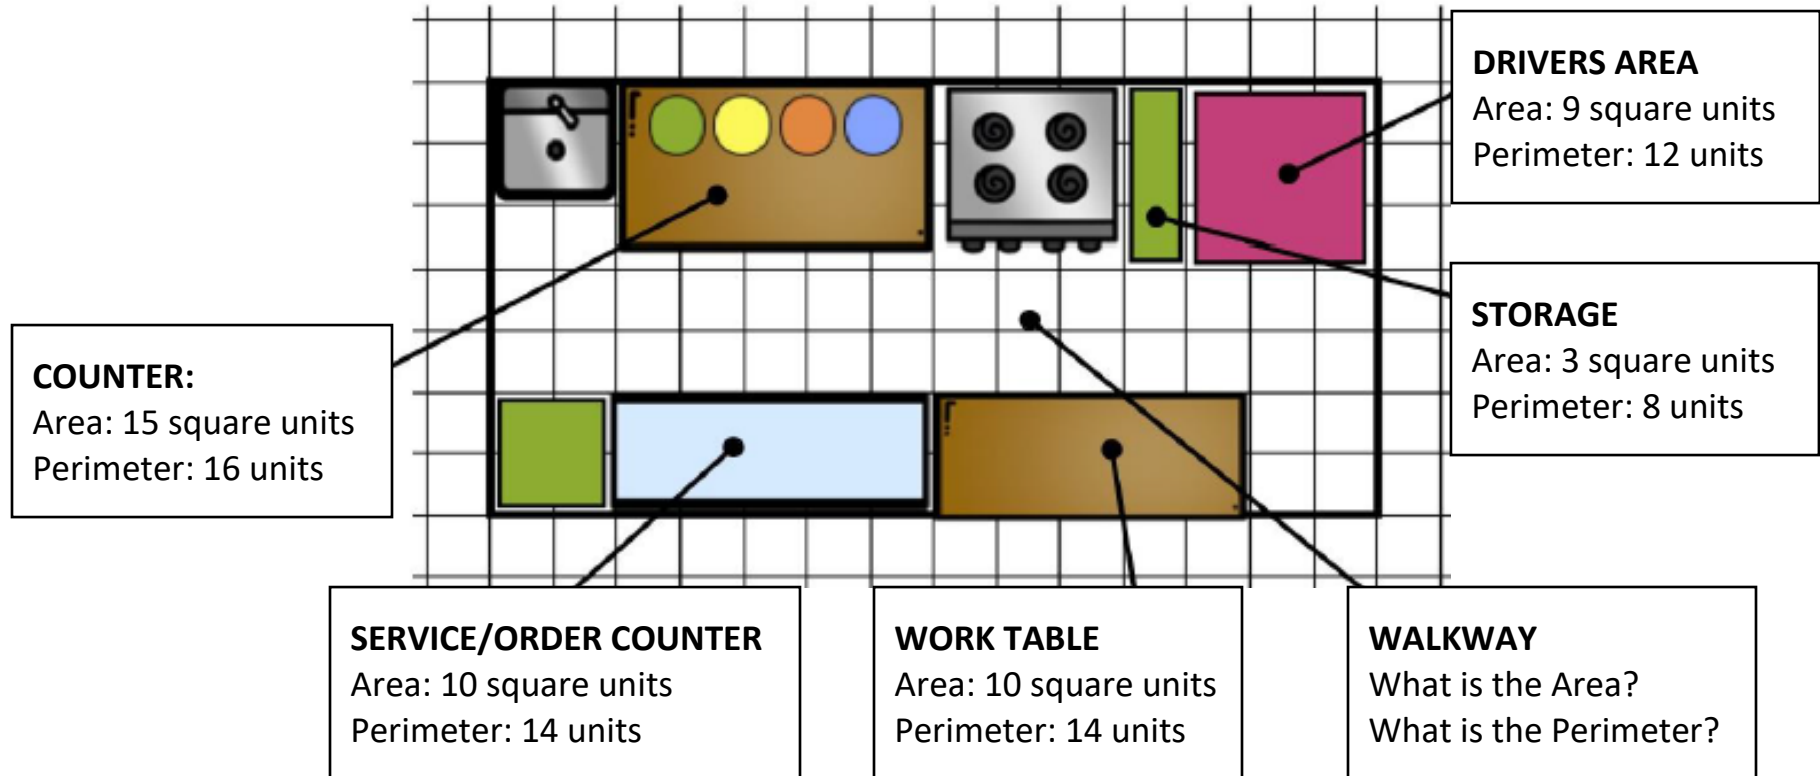 DRIVERS AREA
Area: 9 square units
Perimeter: 12 units
STORAGE
Area: 3 square units
Perimeter: 8 units
COUNTER:
Area: 15 square units
Perimeter: 16 units
SERVICE/ORDER COUNTER
Area: 10 square units
Perimeter: 14 units
WORK TABLE
Area: 10 square units
Perimeter: 14 units
WALKWAY
What is the Area?
What is the Perimeter?